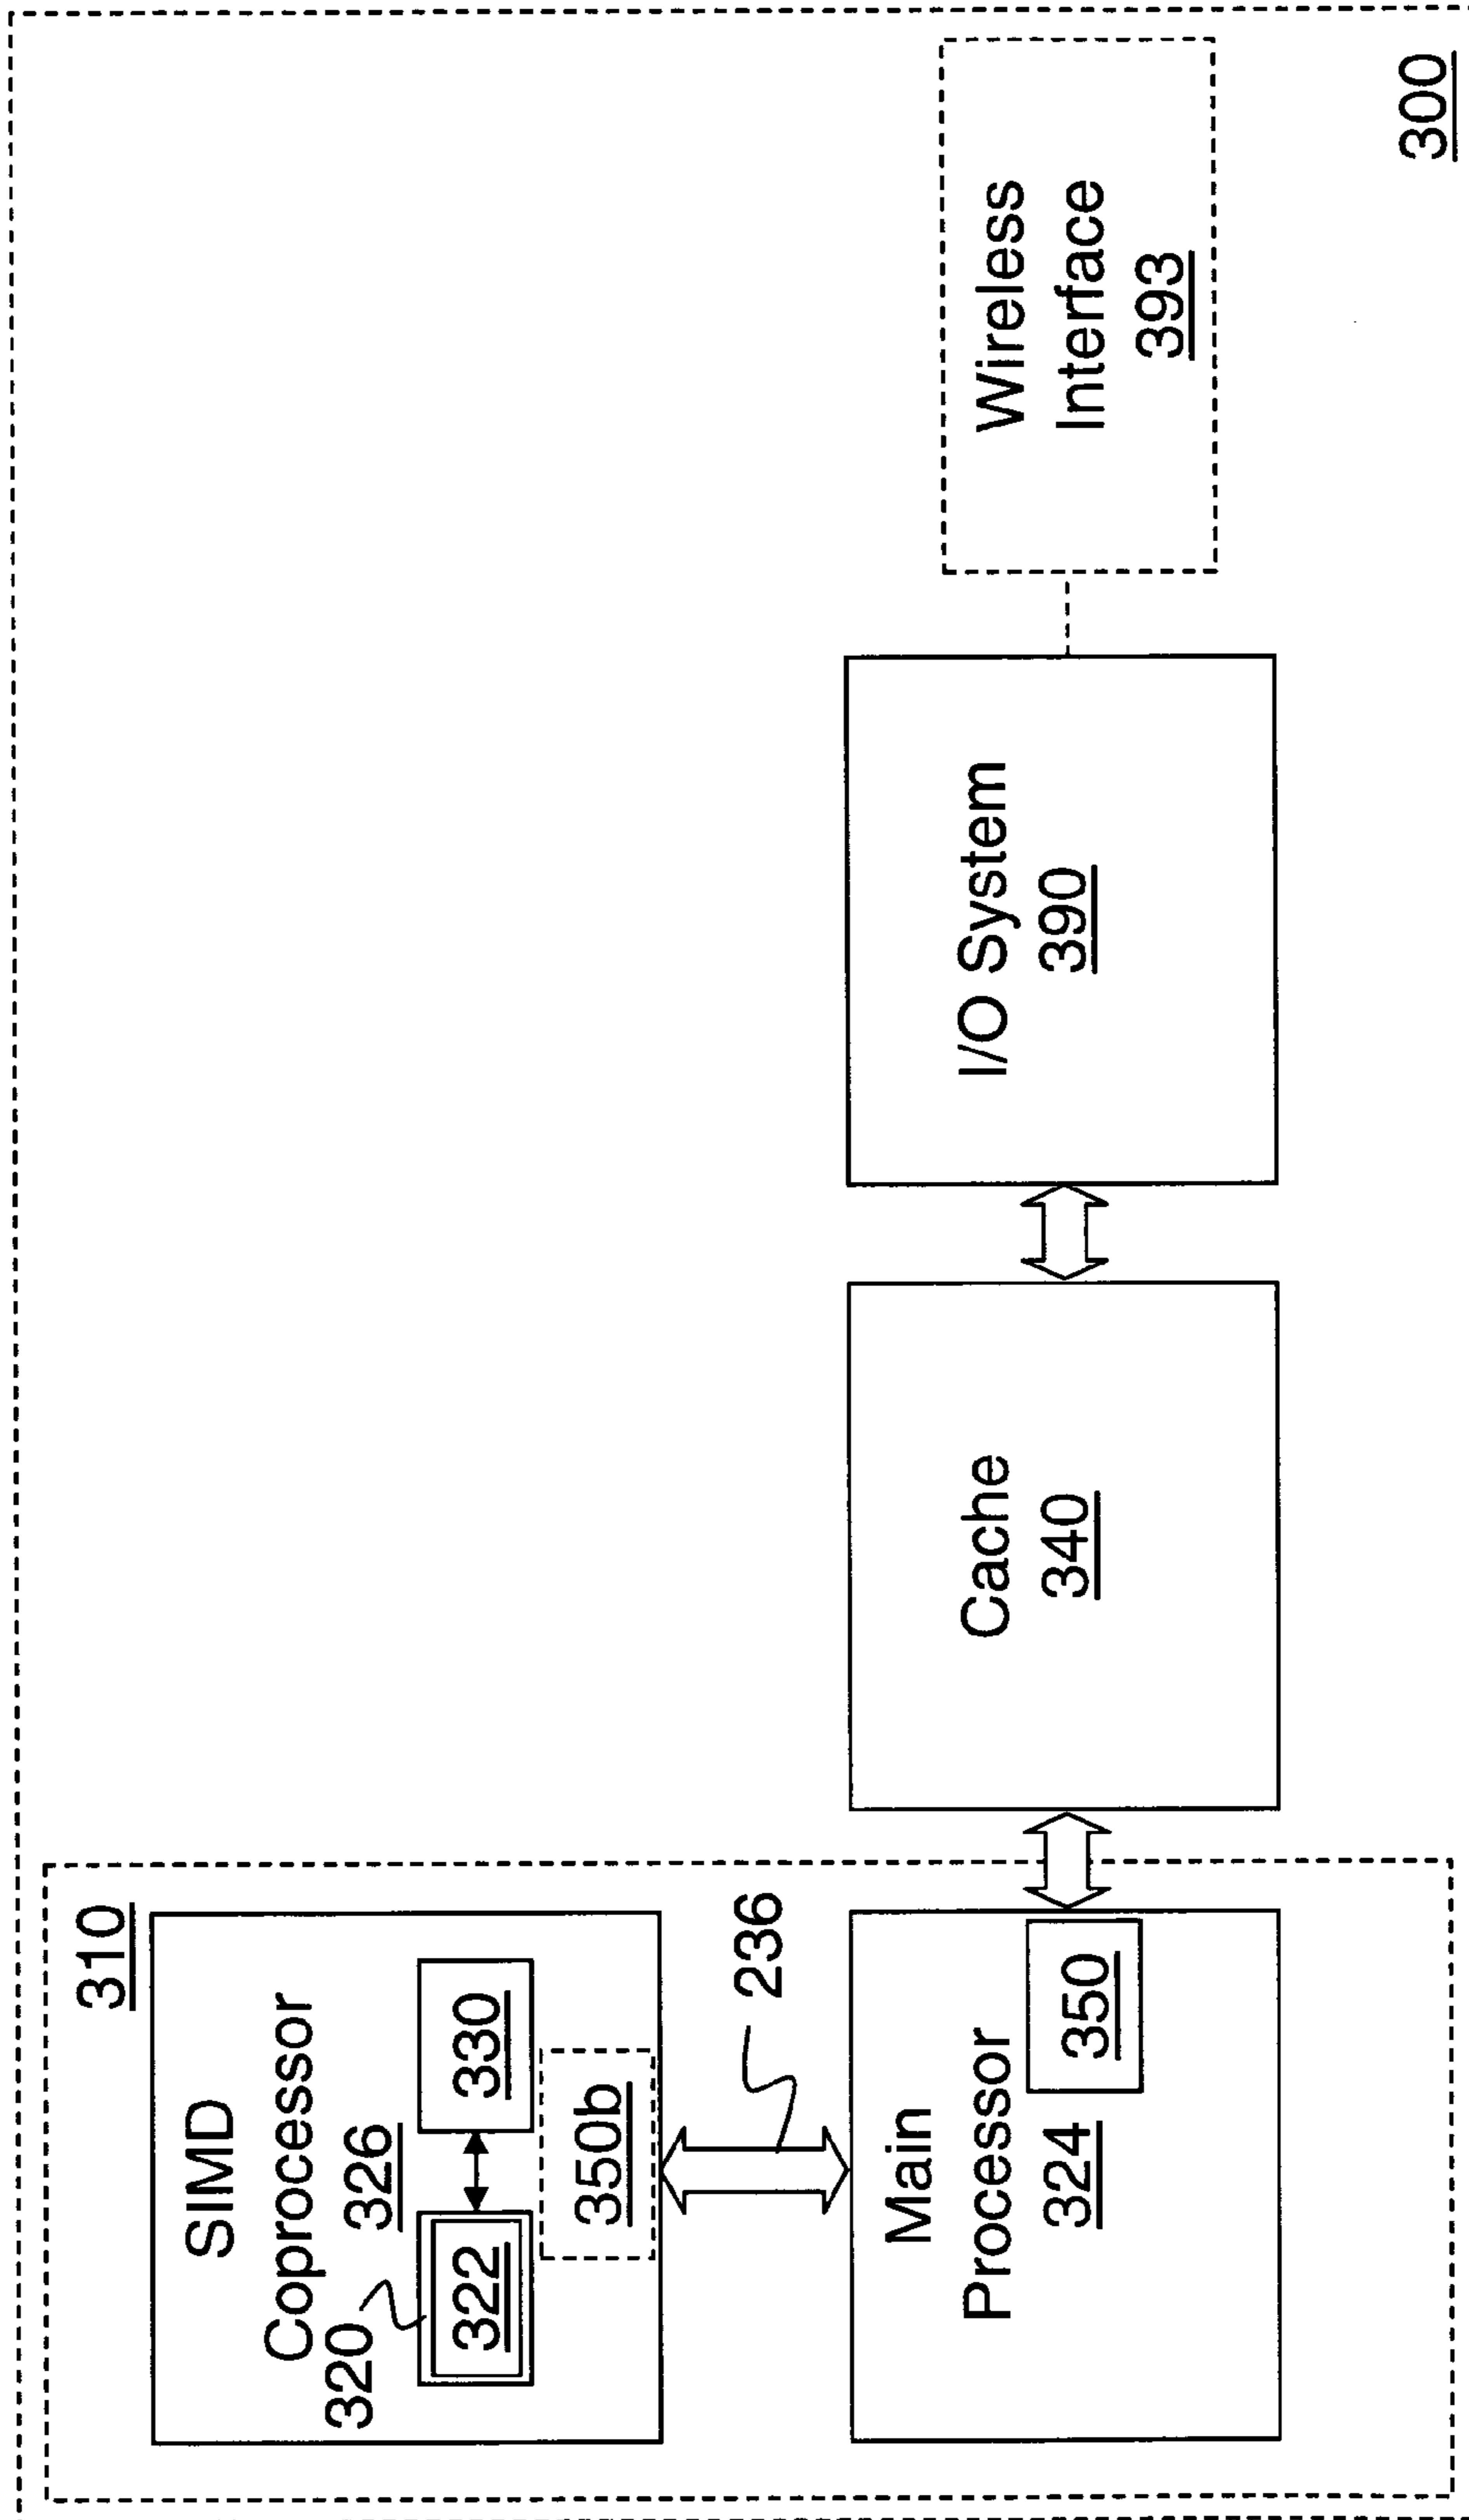 310
SIMD
Coprocessor
326
320
322
330
350b
236
Main
Processor
324
350
Cache
340
I/O System
390
Wireless
Interface
393
300